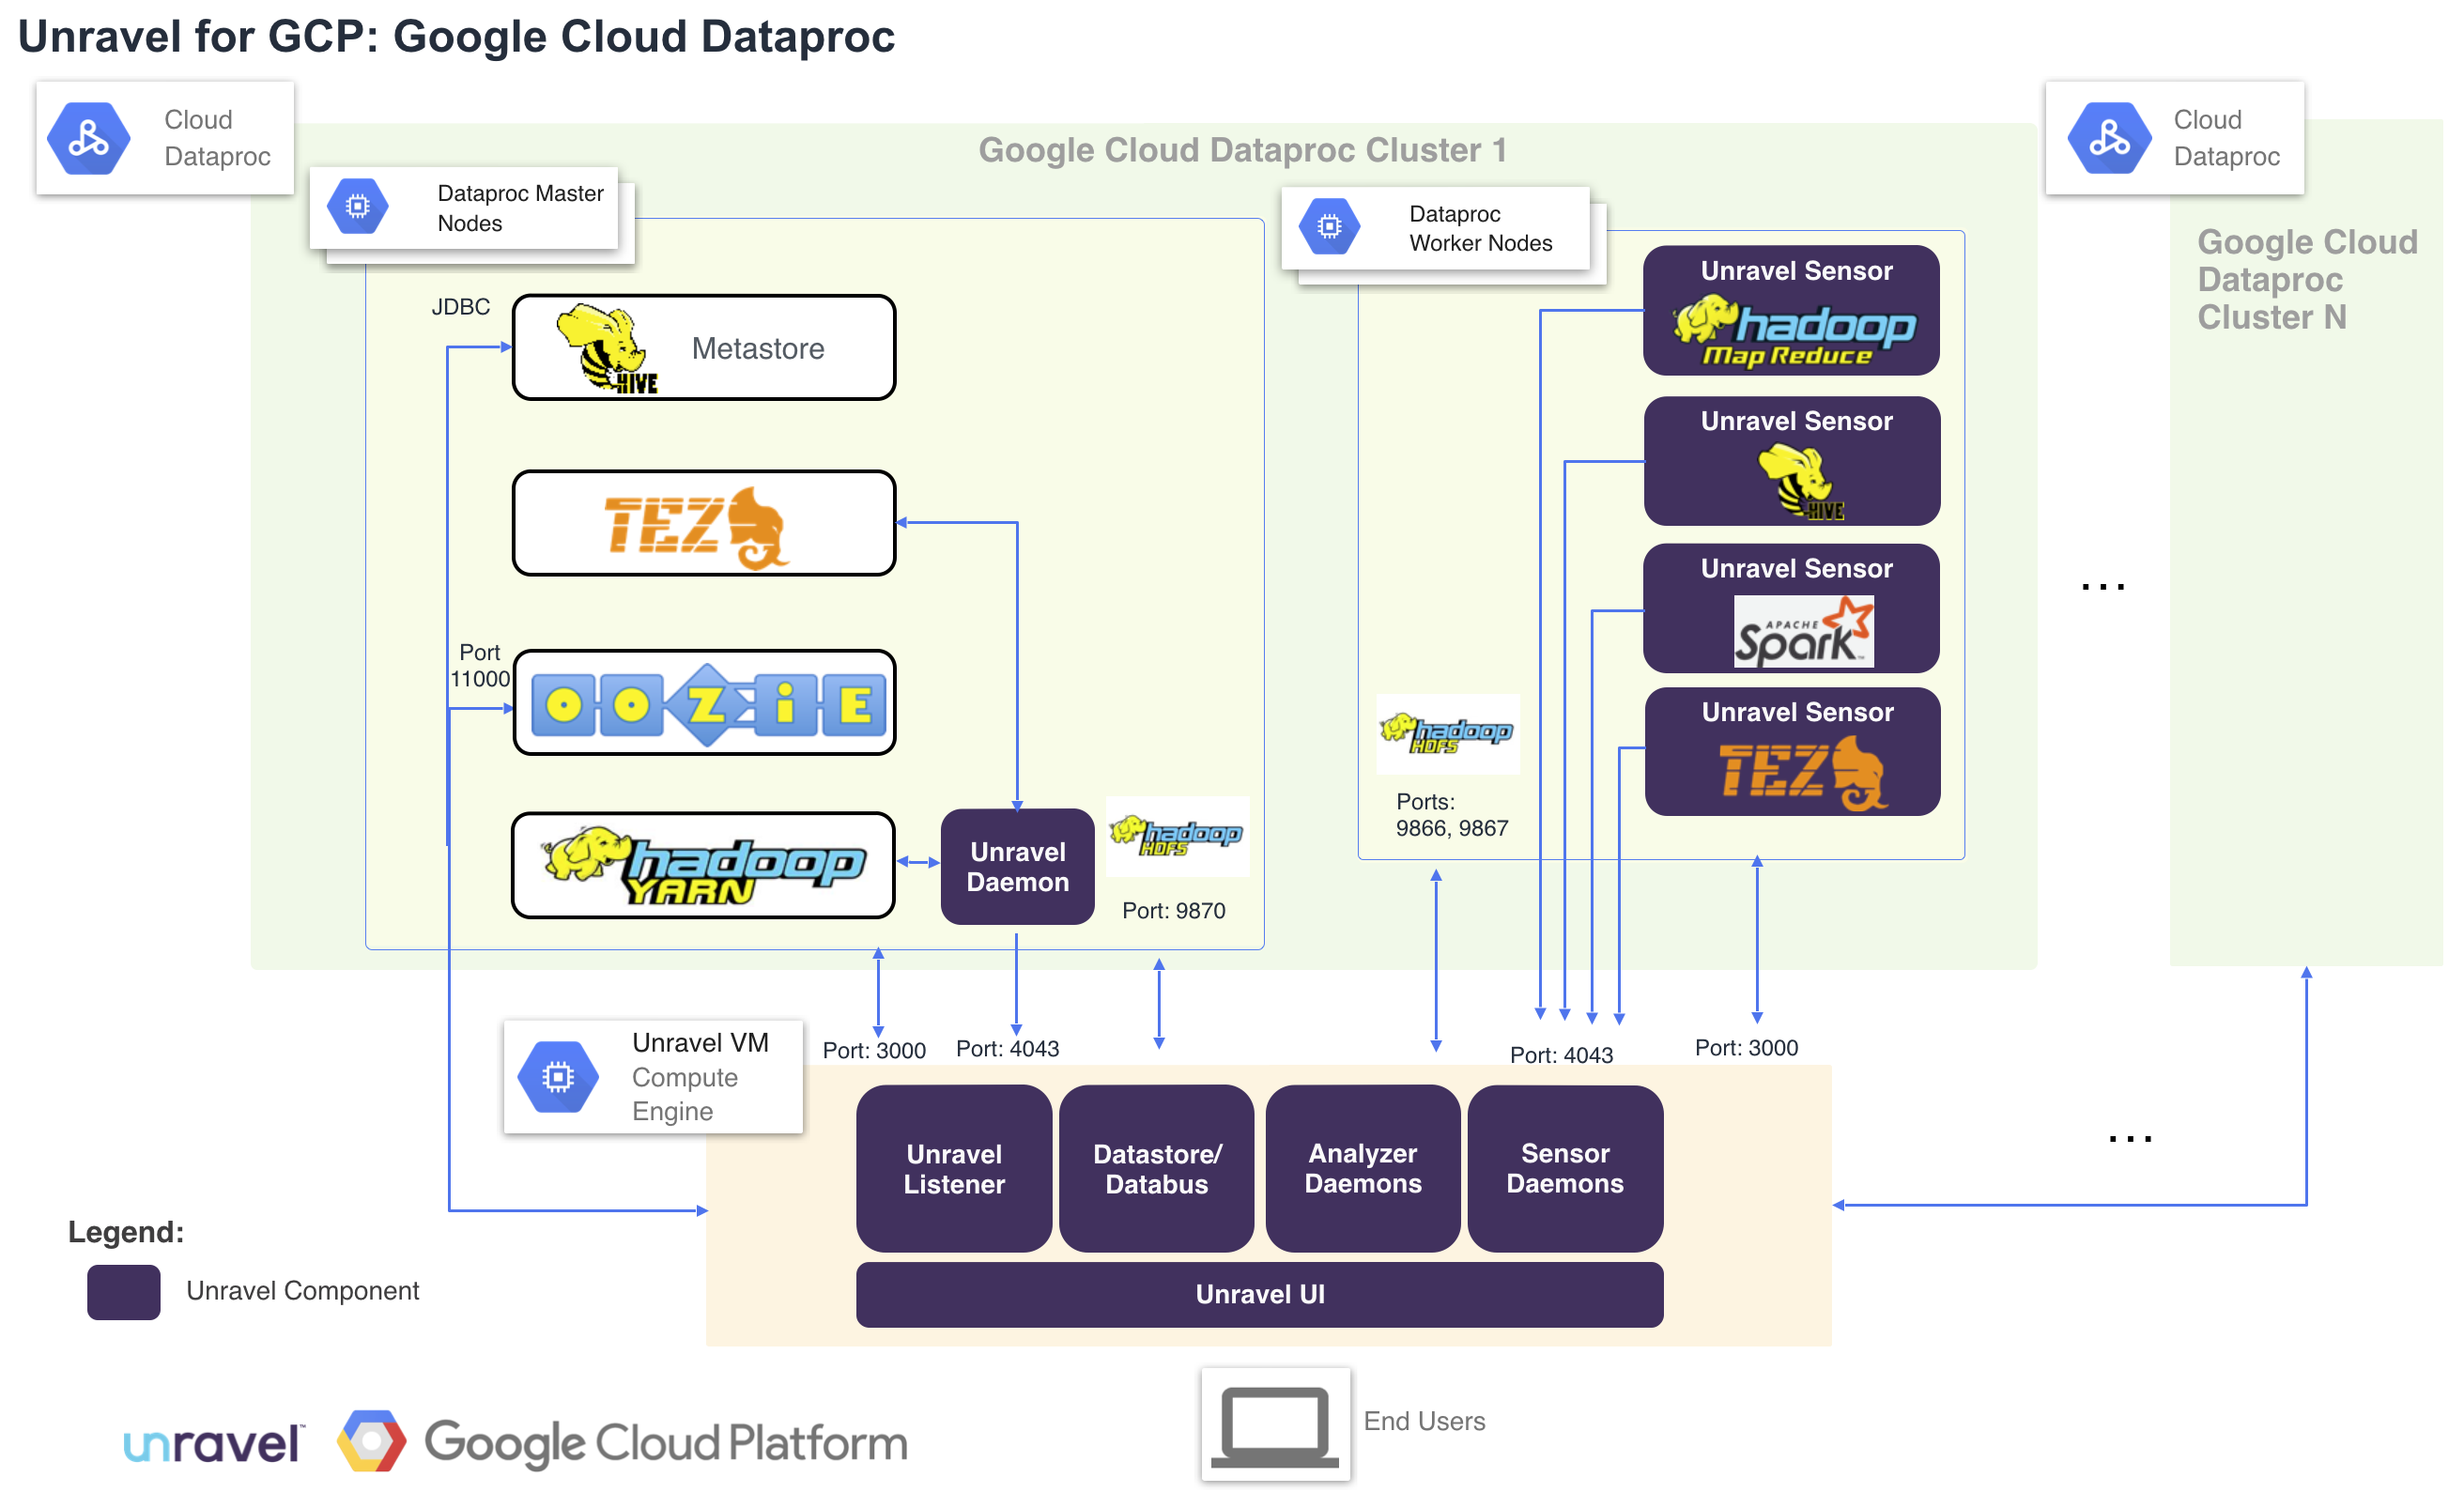 Unravel for GCP: Google Cloud Dataproc
Cloud
Dataproc
Cloud
Dataproc
Google Cloud Dataproc Cluster 1
Dataproc Master
Nodes
Dataproc
Worker Nodes
Google Cloud
Dataproc
Cluster N
JDBC
HIVE
Metastore
TEZ
Port
11000
OOZIE
hadoop
YARN
Unravel
Daemon
hadoop
HDFS
Port: 9870
Unravel Sensor
hadoop
Map Reduce
Unravel Sensor
HIVE
Unravel Sensor
APACHE
Spark™
Unravel Sensor
TEZ
hadoop
HDFS
Ports:
9866, 9867
...
Unravel VM
Compute
Engine
Port: 3000
Port: 4043
Port: 4043
Port: 3000
Unravel
Listener
Datastore/
Databus
Analyzer
Daemons
Sensor
Daemons
...
Unravel UI
Legend:
Unravel Component
unravel™
Google Cloud Platform
End Users